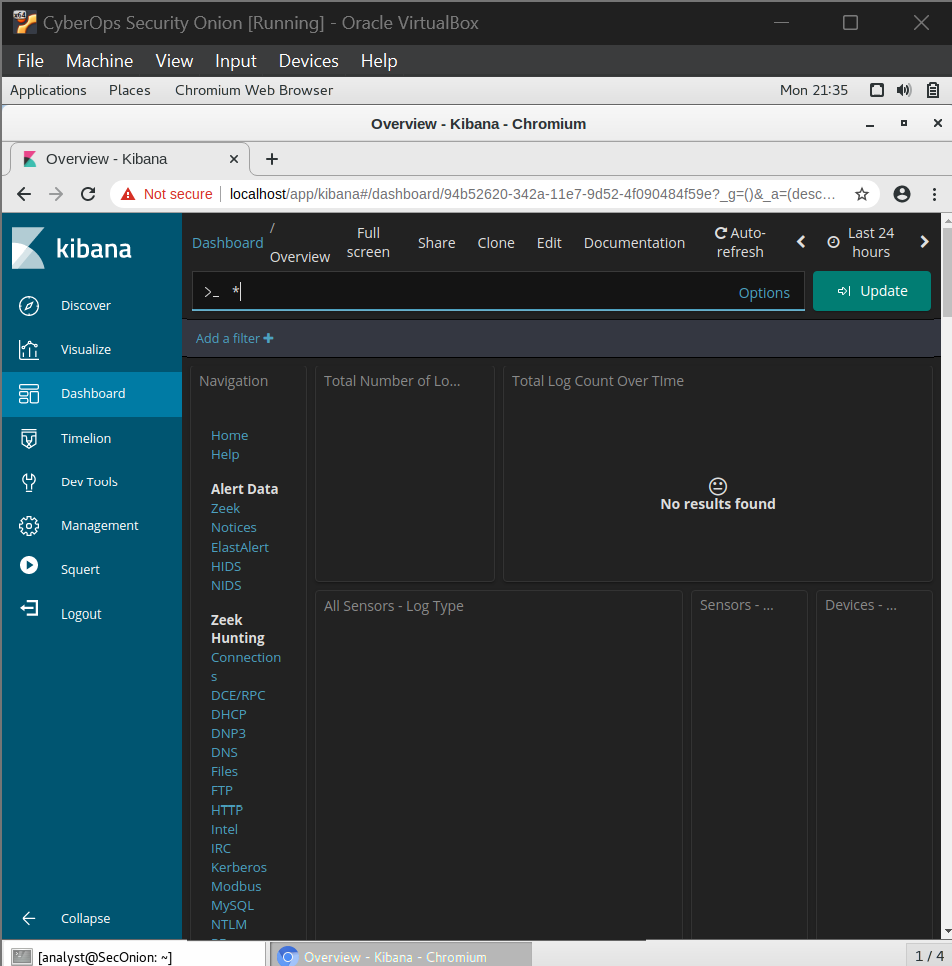 CyberOps Security Onion [Running] - Oracle VirtualBox
File Machine View Input Devices Help
Applications Places Chromium Web Browser Mon 21:35
Overview - Kibana - Chromium
Overview - Kibana
Not secure localhost/app/kibana#/dashboard/94b52620-342a-11e7-9d52-4f090484f59e?_g=()&_a=(desc...
kibana
Discover
Visualize
Dashboard
Timelion
Dev Tools
Management
Squert
Logout
Collapse
Dashboard / Overview
Full screen
Share
Clone
Edit
Documentation
Auto-refresh
Last 24 hours
>_ *
Options
Update
Add a filter +
Navigation
Home
Help
Alert Data
Zeek
Notices
ElastAlert
HIDS
NIDS
Zeek
Hunting
Connection
s
DCE/RPC
DHCP
DNP3
DNS
Files
FTP
HTTP
Intel
IRC
Kerberos
Modbus
MySQL
NTLM
Total Number of Lo...
Total Log Count Over TIme
No results found
All Sensors - Log Type
Sensors - ...
Devices - ...
[analyst@SecOnion: ~]
Overview - Kibana - Chromium
1 / 4